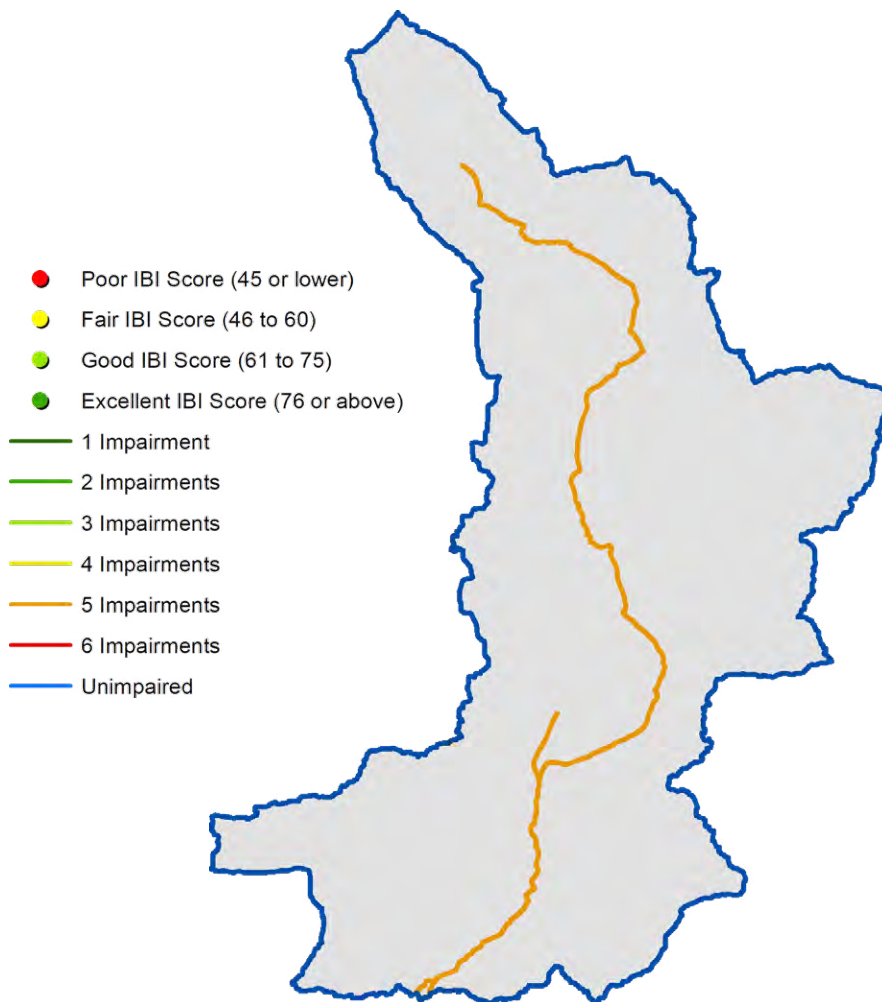 Poor IBI Score (45 or lower)
Fair IBI Score (46 to 60)
Good IBI Score (61 to 75)
Excellent IBI Score (76 or above)
1 Impairment
2 Impairments
3 Impairments
4 Impairments
5 Impairments
6 Impairments
Unimpaired